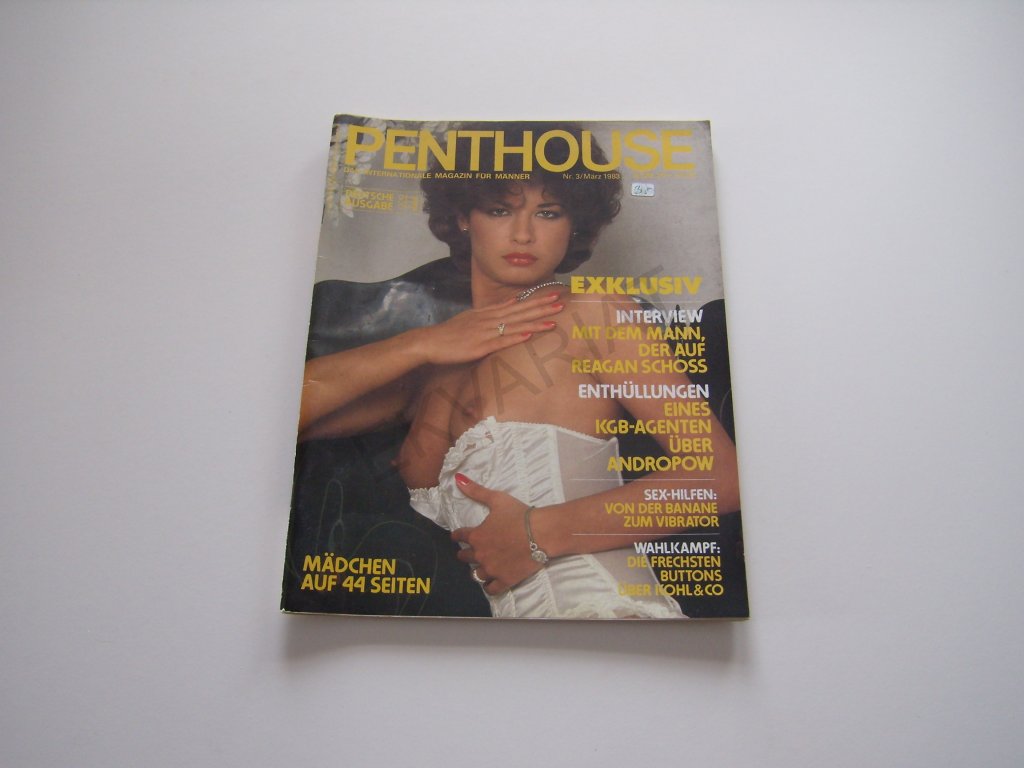 PENTHOUSE
DAS INTERNATIONALE MAGAZIN FÜR MÄNNER
Nr. 3/März 1983
DEUTSCHE
AUSGABE
EXKLUSIV
INTERVIEW
MIT DEM MANN,
DER AUF
REAGAN SCHOSS
ENTHÜLLUNGEN
EINES
KGB-AGENTEN
ÜBER
ANDROPOW
SEX-HILFEN:
VON DER BANANE
ZUM VIBRATOR
WAHLKAMPF:
DIE FRECHSTEN
BUTTONS
ÜBER KOHL & CO
MÄDCHEN
AUF 44 SEITEN